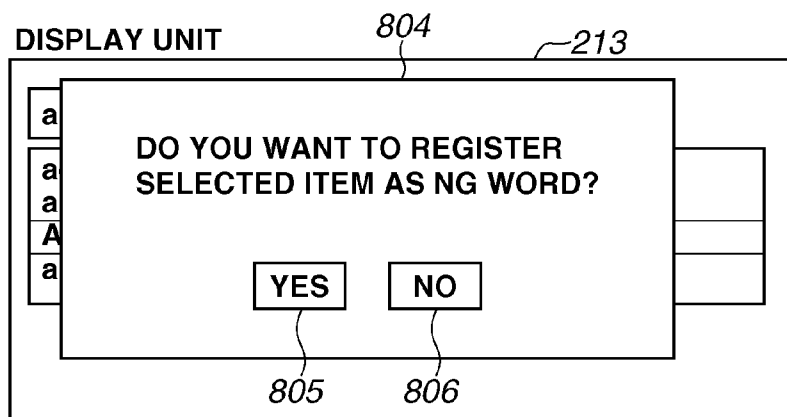 804
DISPLAY UNIT
213
a
a
a
A
a
DO YOU WANT TO REGISTER
SELECTED ITEM AS NG WORD?
YES
NO
805
806